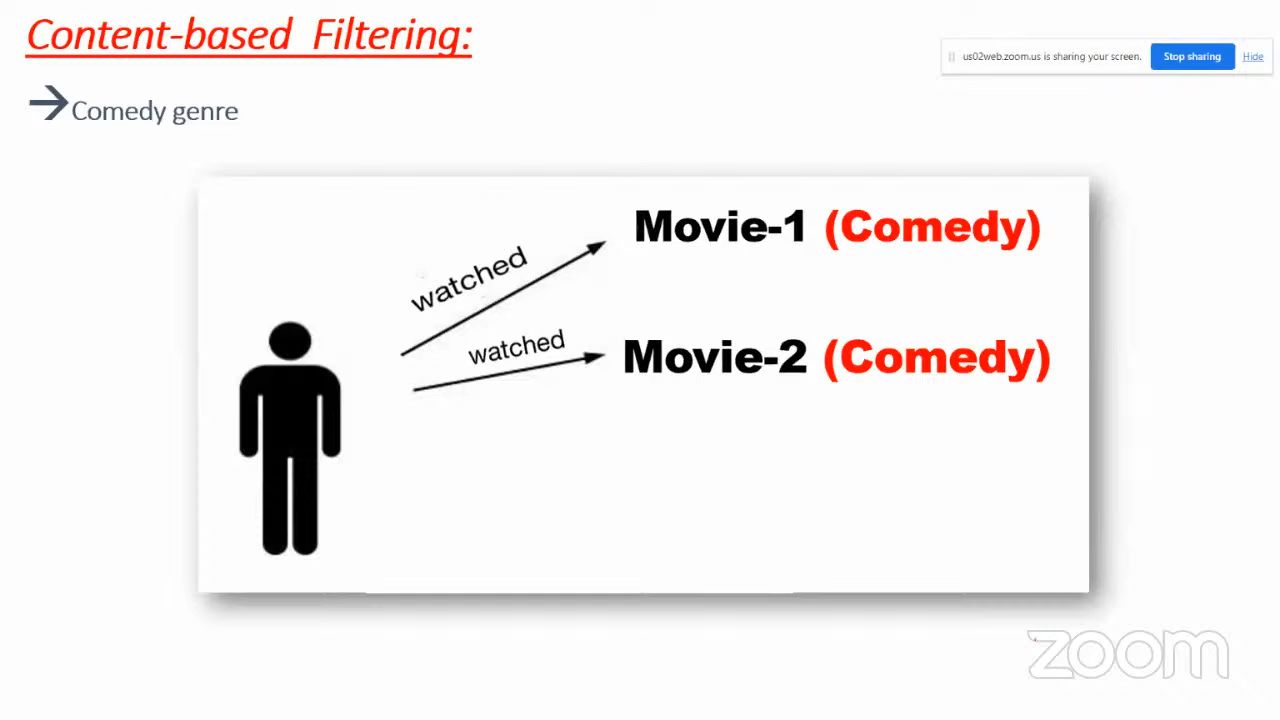 Content-based Filtering:
us02web.zoom.us is sharing your screen. Stop sharing Hide
Comedy genre
Movie-1 (Comedy)
watched
watched
Movie-2 (Comedy)
zoom